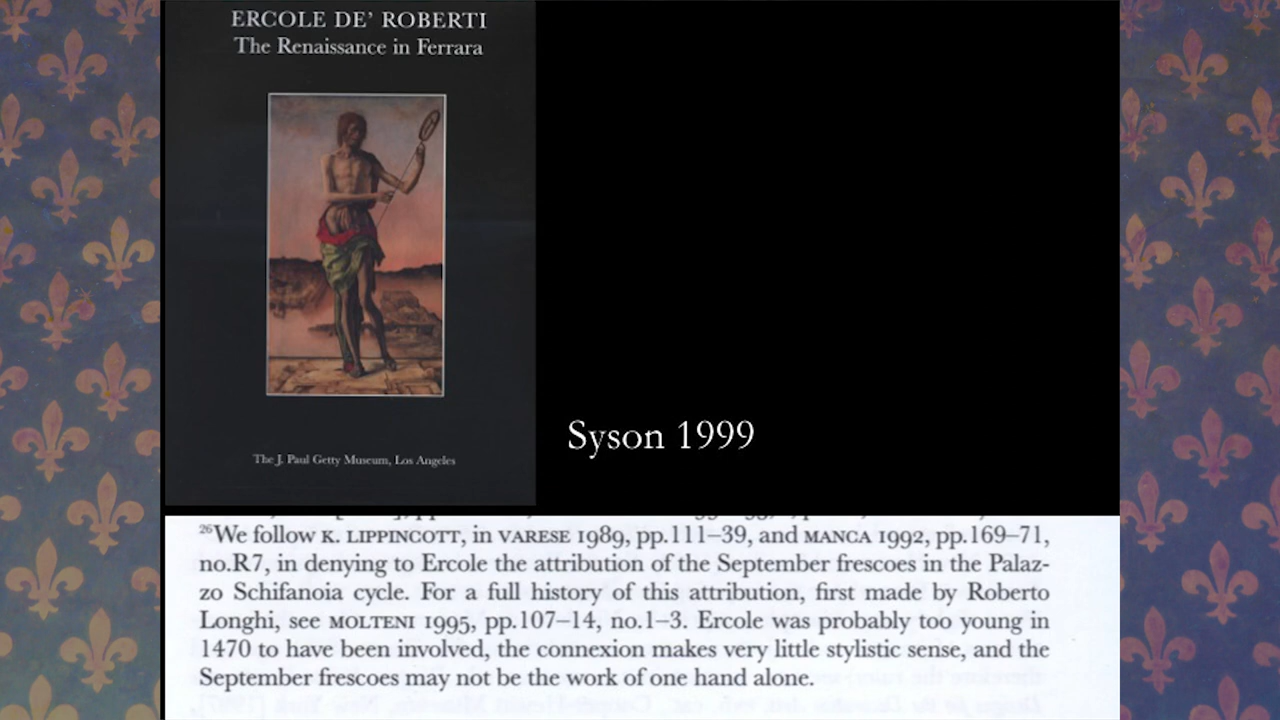 ERCOLE DE’ ROBERTI
The Renaissance in Ferrara
The J. Paul Getty Museum, Los Angeles
Syson 1999
²⁶We follow K. LIPPINCOTT, in VARESE 1989, pp.111–39, and MANCA 1992, pp.169–71,
no.R7, in denying to Ercole the attribution of the September frescoes in the Palaz-
zo Schifanoia cycle. For a full history of this attribution, first made by Roberto
Longhi, see MOLTENI 1995, pp.107–14, no.1–3. Ercole was probably too young in
1470 to have been involved, the connexion makes very little stylistic sense, and the
September frescoes may not be the work of one hand alone.